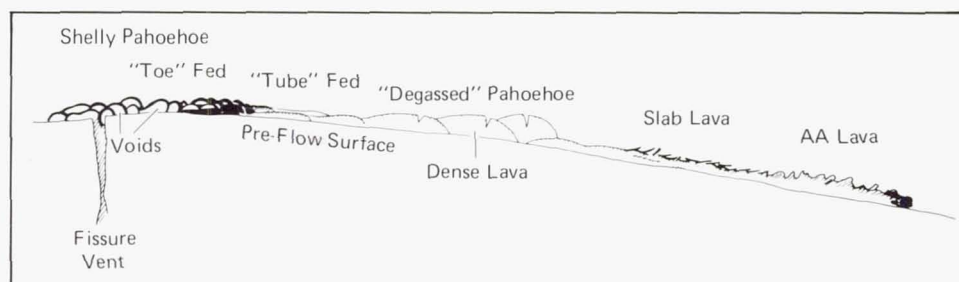 Shelly Pahoehoe
"Toe" Fed
"Tube" Fed
"Degassed" Pahoehoe
Slab Lava
AA Lava
Voids
Pre-Flow Surface
Dense Lava
Fissure
Vent